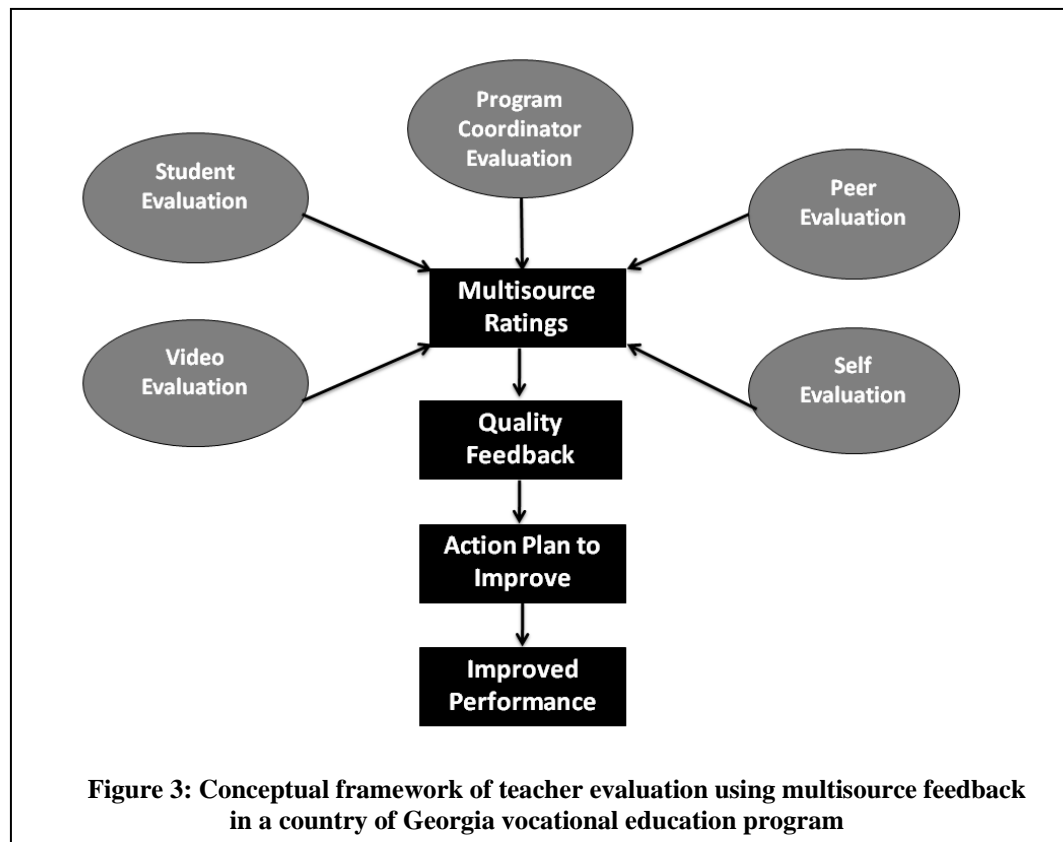 Program
Coordinator
Evaluation
Student
Evaluation
Peer
Evaluation
Multisource
Ratings
Video
Evaluation
Self
Evaluation
Quality
Feedback
Action Plan to
Improve
Improved
Performance
Figure 3: Conceptual framework of teacher evaluation using multisource feedback
in a country of Georgia vocational education program